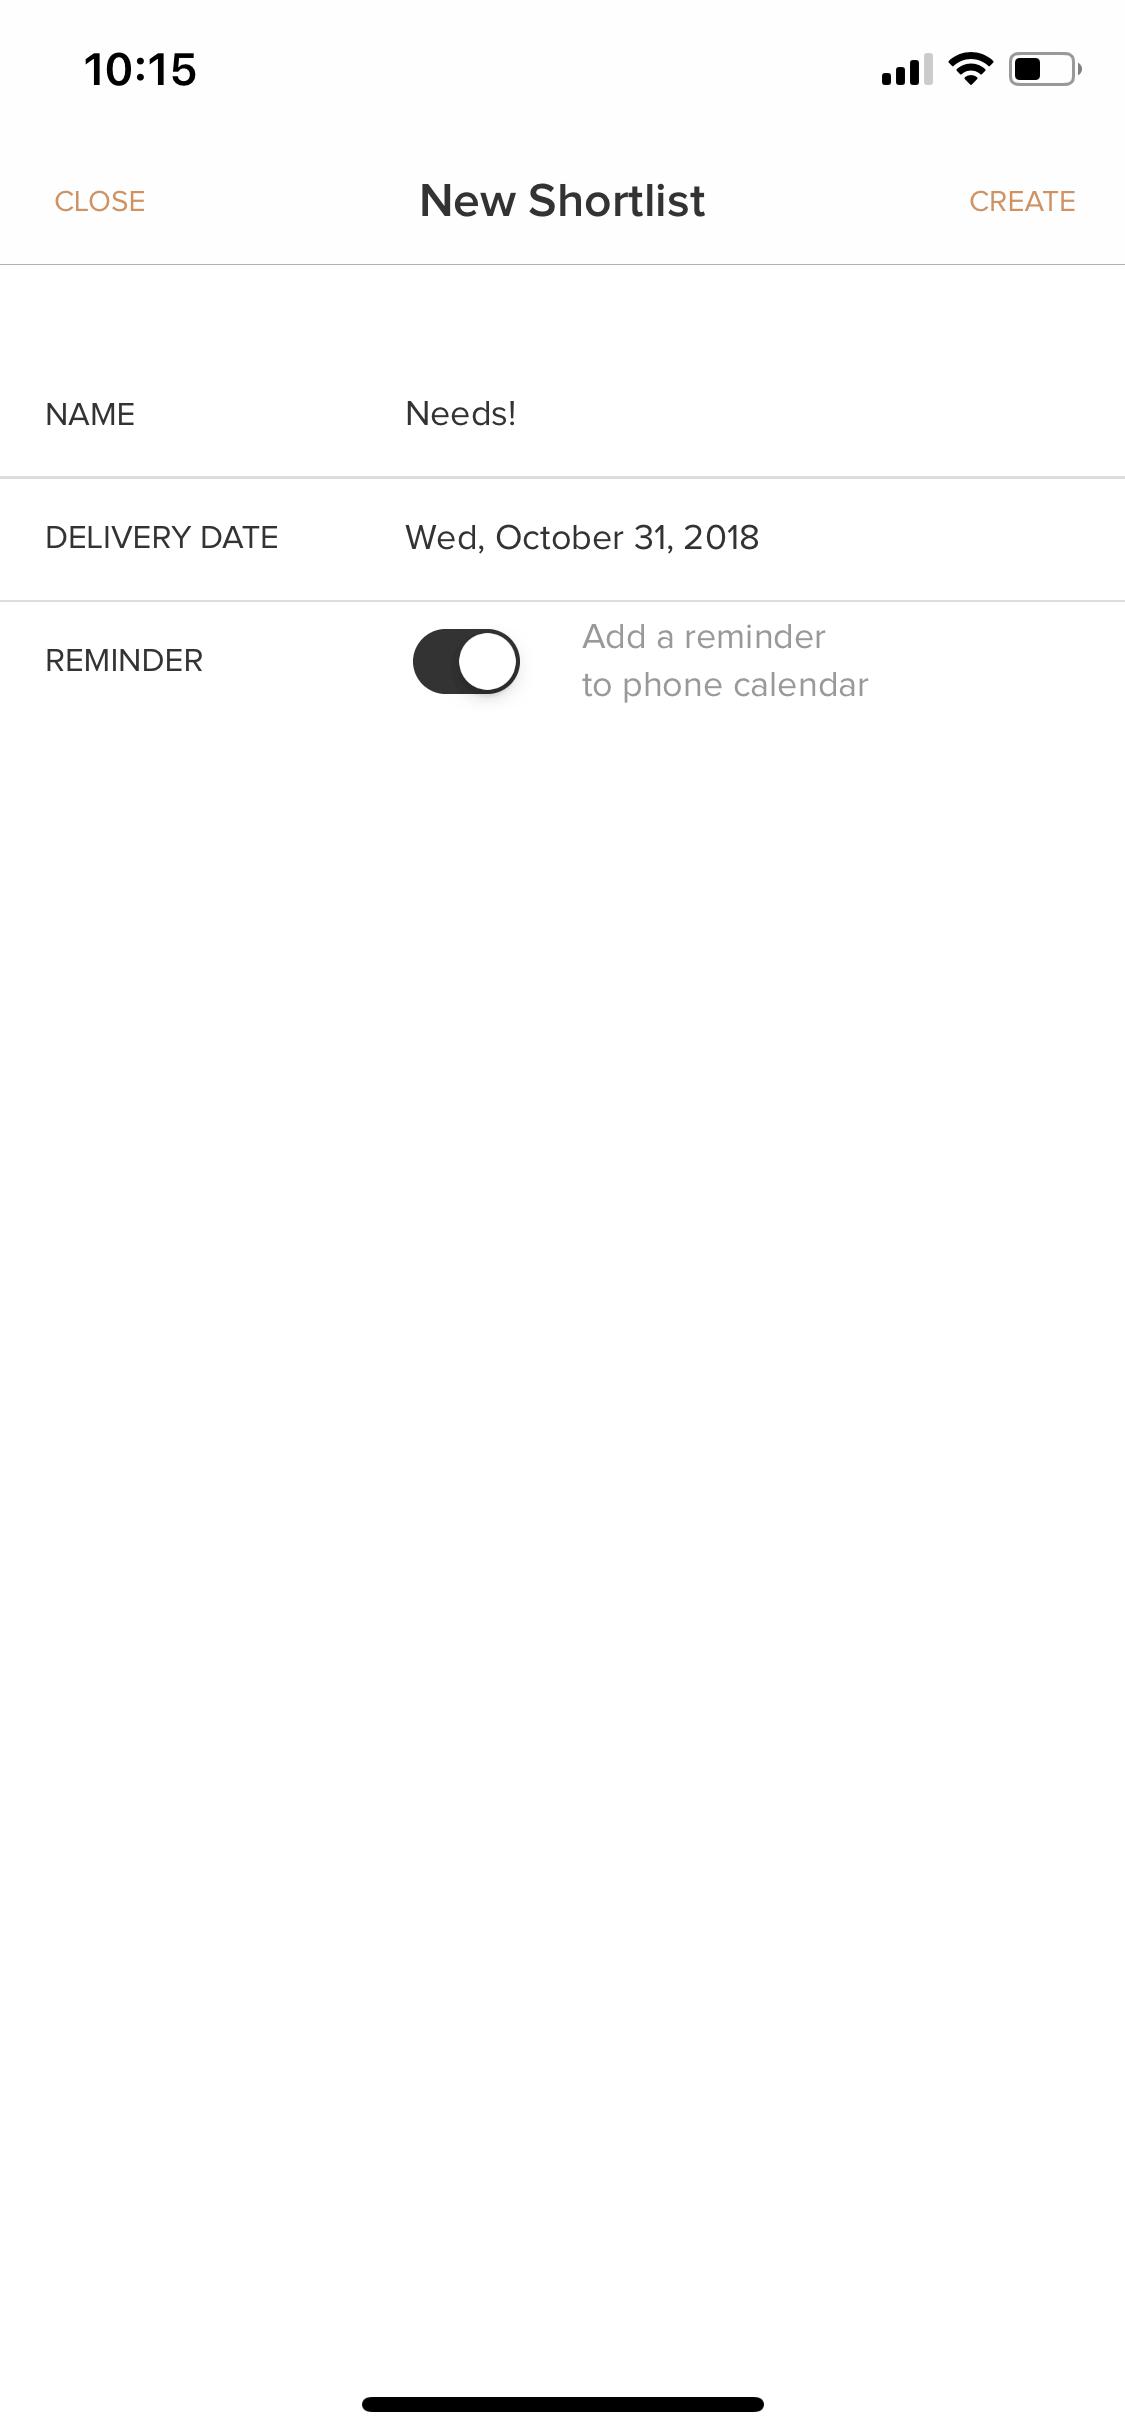 10:15
CLOSE New Shortlist CREATE
NAME Needs!
DELIVERY DATE Wed, October 31, 2018
REMINDER Add a reminder
to phone calendar